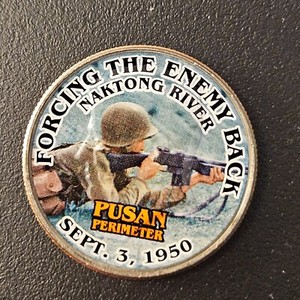 FORCING THE ENEMY BACK
NAKTONG RIVER
PUSAN
PERIMETER
SEPT. 3, 1950